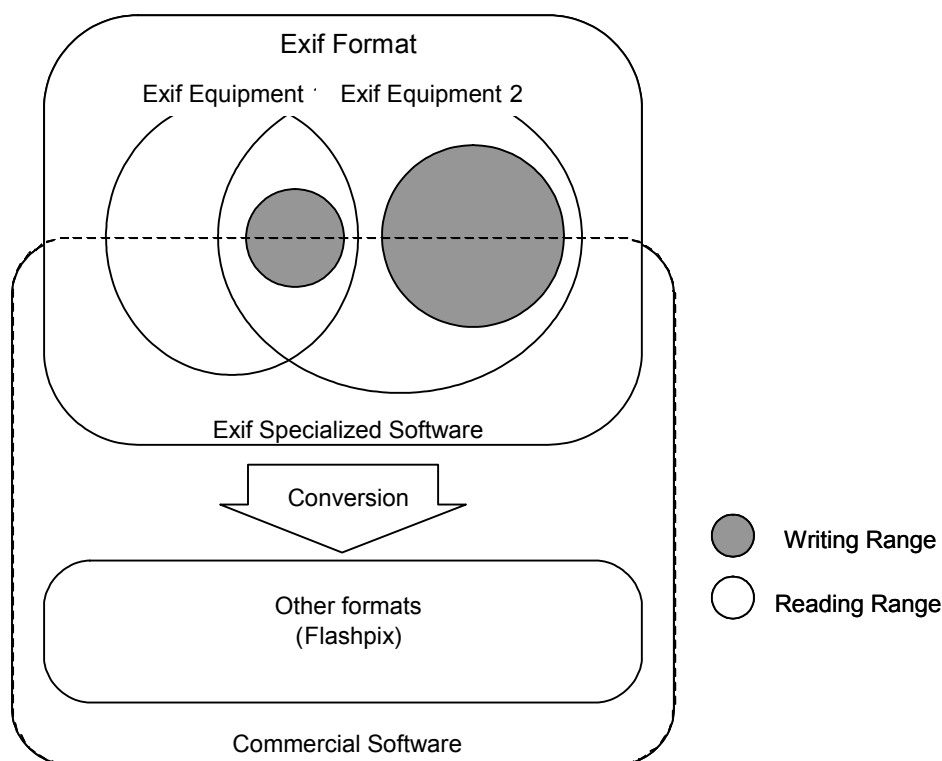 Exif Format
Exif Equipment Exif Equipment 2
Exif Specialized Software
Conversion
Writing Range
Reading Range
Other formats
(Flashpix)
Commercial Software